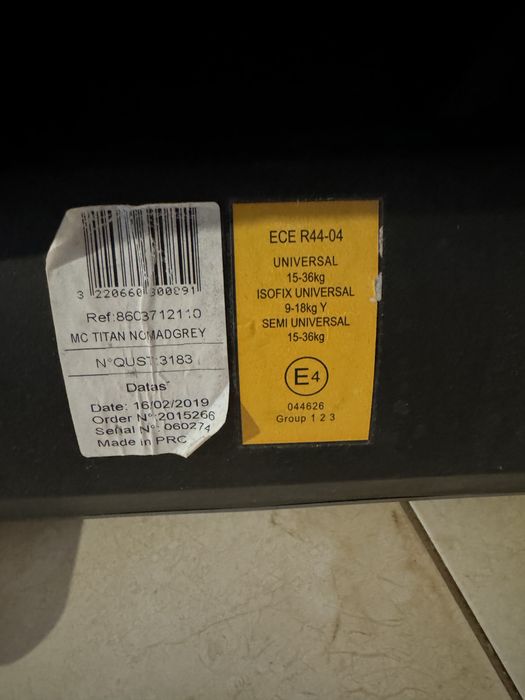 3 220660 300891
Ref:8603712110
MC TITAN NOMADGREY
N°QUST:3183
Datas
Date: 16/02/2019
Order N°:2015266
Serial N°: 060274
Made in PRC
ECE R44-04
UNIVERSAL
15-36kg
ISOFIX UNIVERSAL
9-18kg Y
SEMI UNIVERSAL
15-36kg
E4
044626
Group 1 2 3